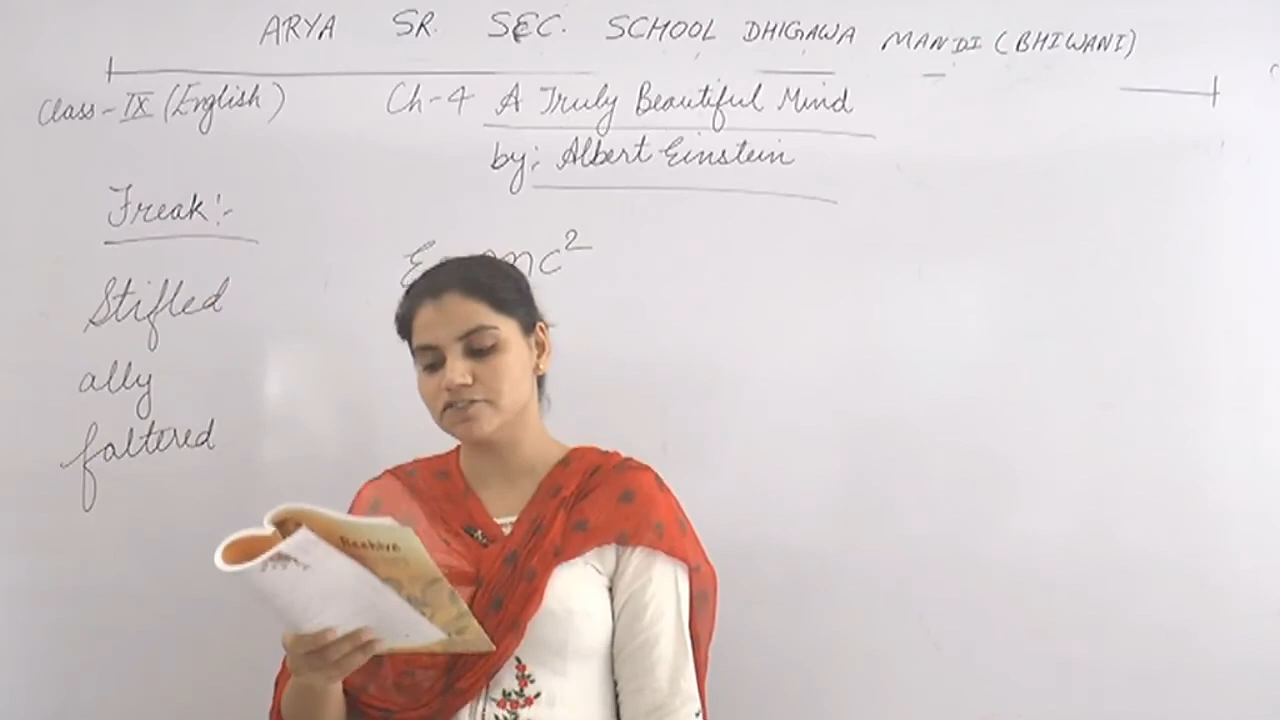 ARYA SR. SEC. SCHOOL DHIGAWA MANDI (BHIWANI)
Class-IX (English) Ch-4 A Truly Beautiful Mind
by: Albert Einstein
Freak:-
E mc²
Stifled
ally
faltered
Beehive